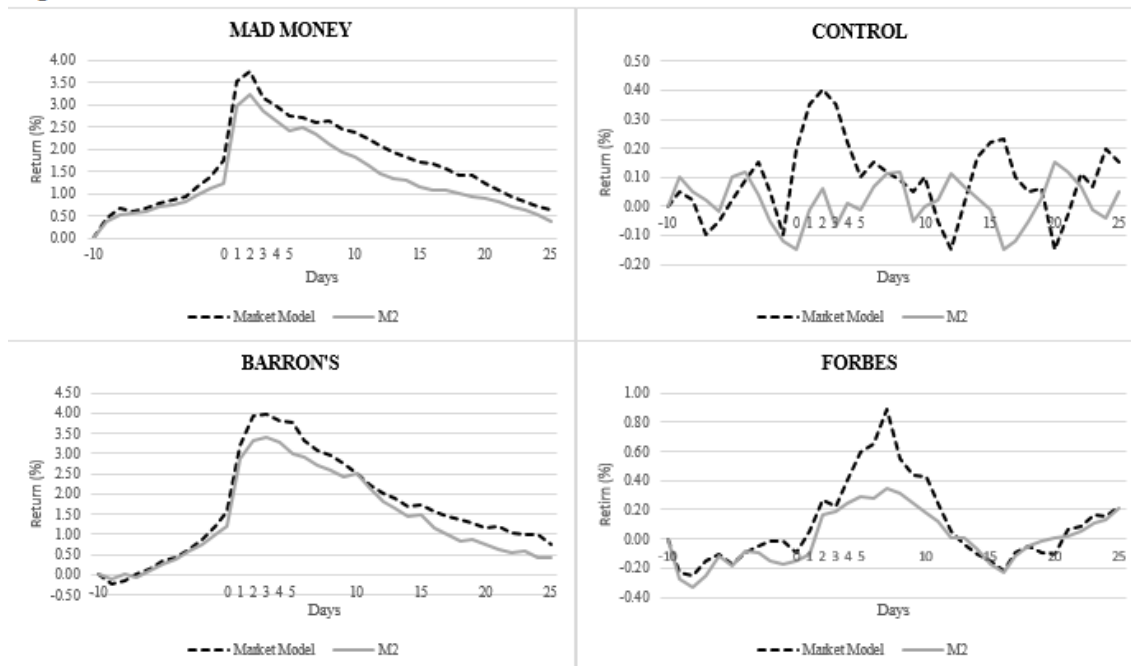 MAD MONEY
4.00
3.50
3.00
2.50
2.00
1.50
1.00
0.50
0.00
Return (%)
-10 0 1 2 3 4 5 10 15 20 25
Days
Market Model M2
CONTROL
0.50
0.40
0.30
0.20
0.10
0.00
-0.10
-0.20
Return (%)
-10 0 1 2 3 4 5 10 15 20 25
Days
Market Model M2
BARRON'S
4.50
4.00
3.50
3.00
2.50
2.00
1.50
1.00
0.50
0.00
-0.50
Return (%)
-10 0 1 2 3 4 5 10 15 20 25
Days
Market Model M2
FORBES
1.00
0.80
0.60
0.40
0.20
0.00
-0.20
-0.40
Retirn (%)
-10 0 1 2 3 4 5 10 15 20 25
Days
Market Model M2